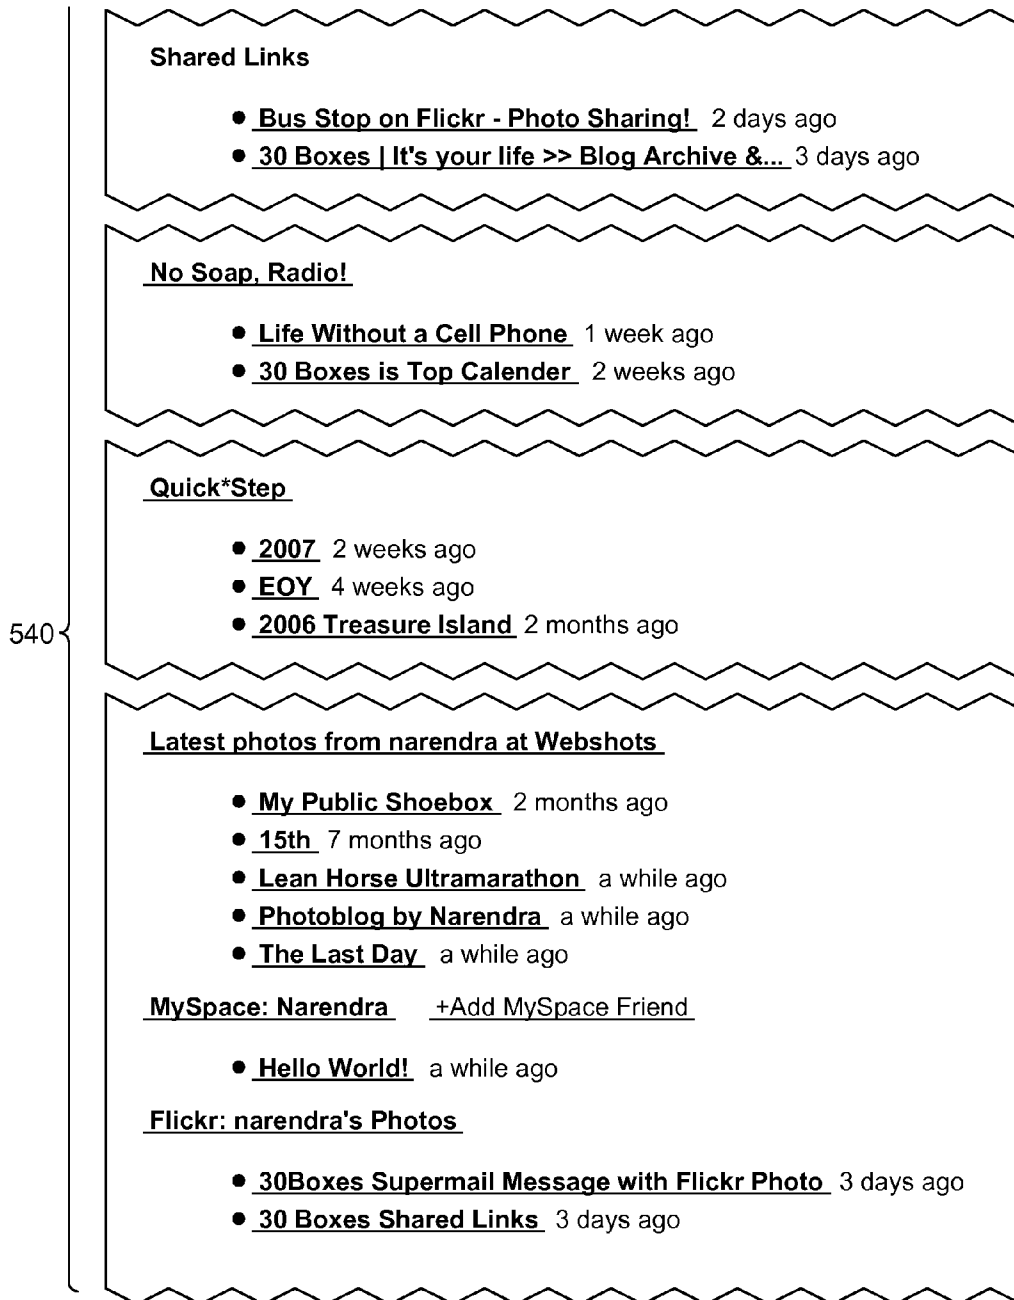 Shared Links
• Bus Stop on Flickr - Photo Sharing! 2 days ago
• 30 Boxes | It's your life >> Blog Archive &... 3 days ago
No Soap, Radio!
• Life Without a Cell Phone 1 week ago
• 30 Boxes is Top Calender 2 weeks ago
Quick*Step
• 2007 2 weeks ago
• EOY 4 weeks ago
• 2006 Treasure Island 2 months ago
540
Latest photos from narendra at Webshots
• My Public Shoebox 2 months ago
• 15th 7 months ago
• Lean Horse Ultramarathon a while ago
• Photoblog by Narendra a while ago
• The Last Day a while ago
MySpace: Narendra +Add MySpace Friend
• Hello World! a while ago
Flickr: narendra's Photos
• 30Boxes Supermail Message with Flickr Photo 3 days ago
• 30 Boxes Shared Links 3 days ago